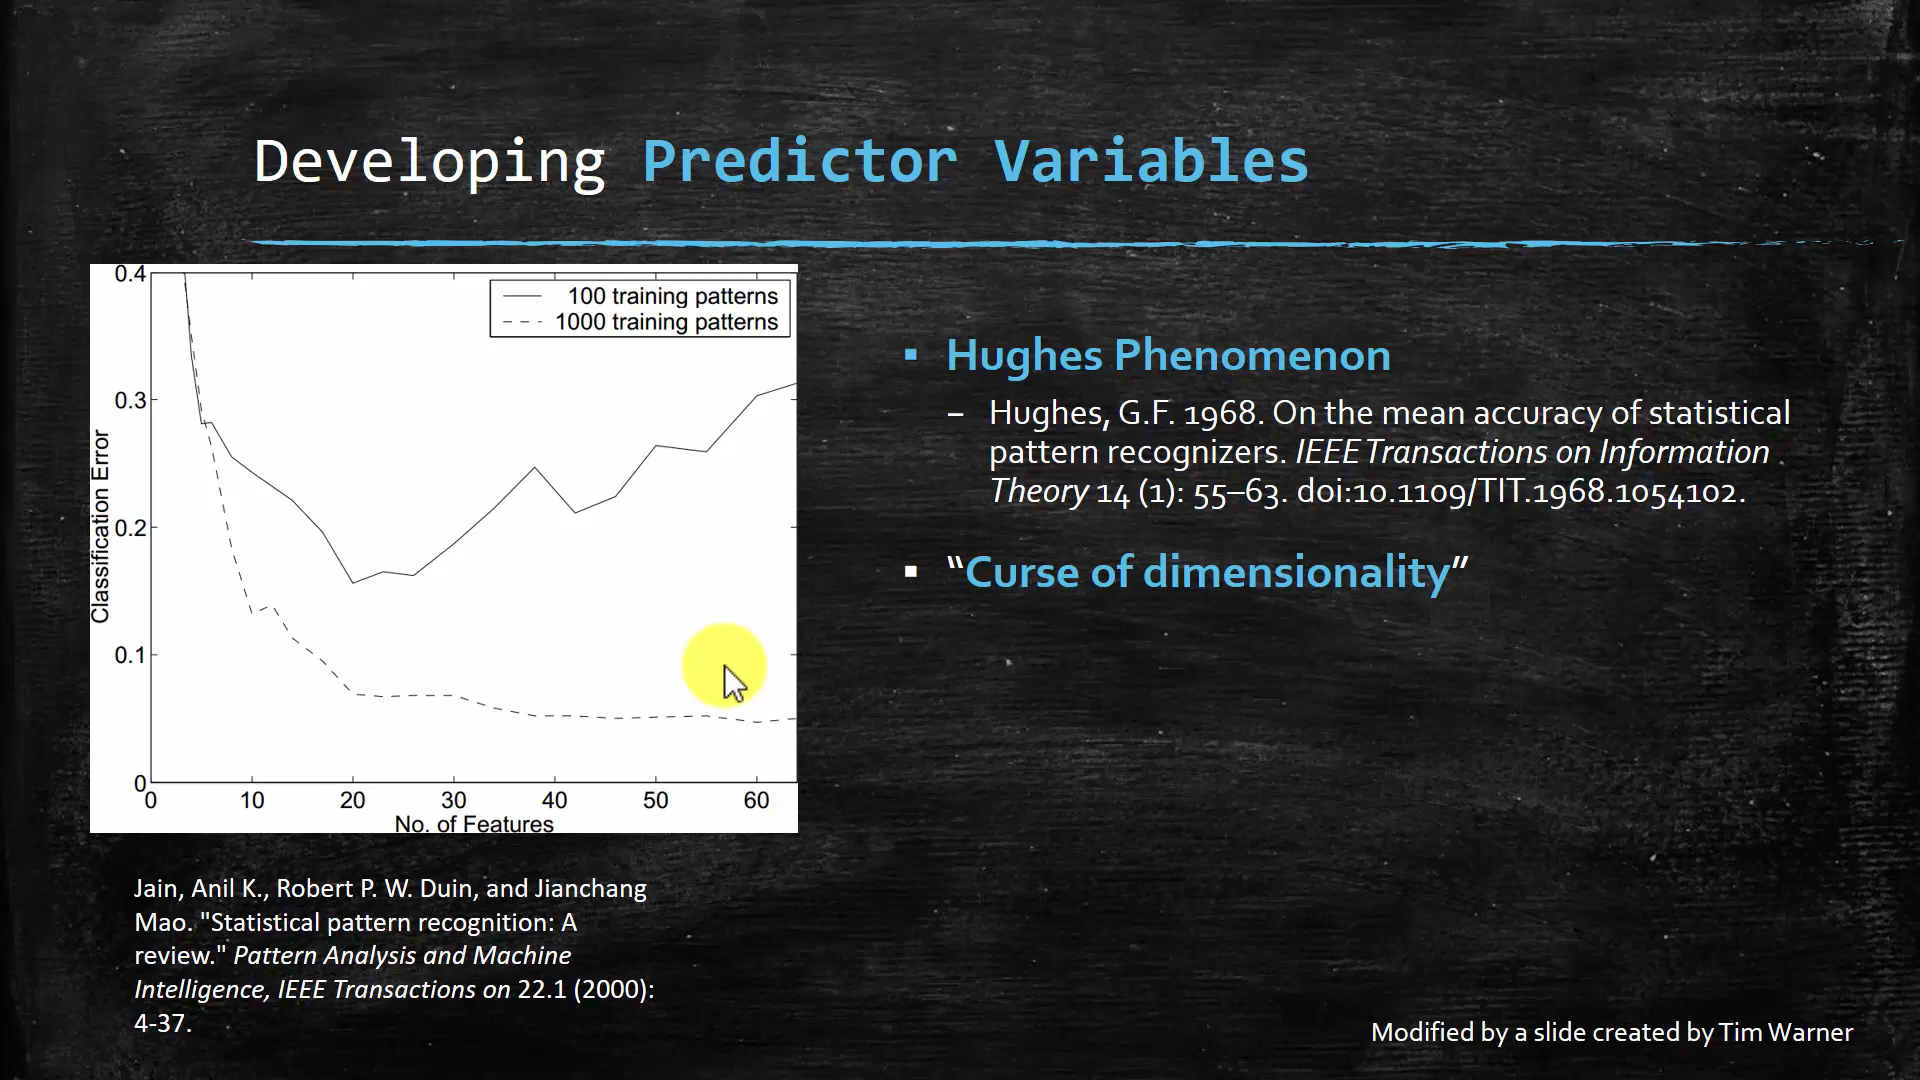 Developing Predictor Variables
0.4
0.3
0.2
0.1
0
Classification Error
100 training patterns
1000 training patterns
0 10 20 30 40 50 60
No. of Features
▪ Hughes Phenomenon
– Hughes, G.F. 1968. On the mean accuracy of statistical
pattern recognizers. IEEE Transactions on Information
Theory 14 (1): 55–63. doi:10.1109/TIT.1968.1054102.
▪ “Curse of dimensionality”
Jain, Anil K., Robert P. W. Duin, and Jianchang
Mao. "Statistical pattern recognition: A
review." Pattern Analysis and Machine
Intelligence, IEEE Transactions on 22.1 (2000):
4-37.
Modified by a slide created by Tim Warner